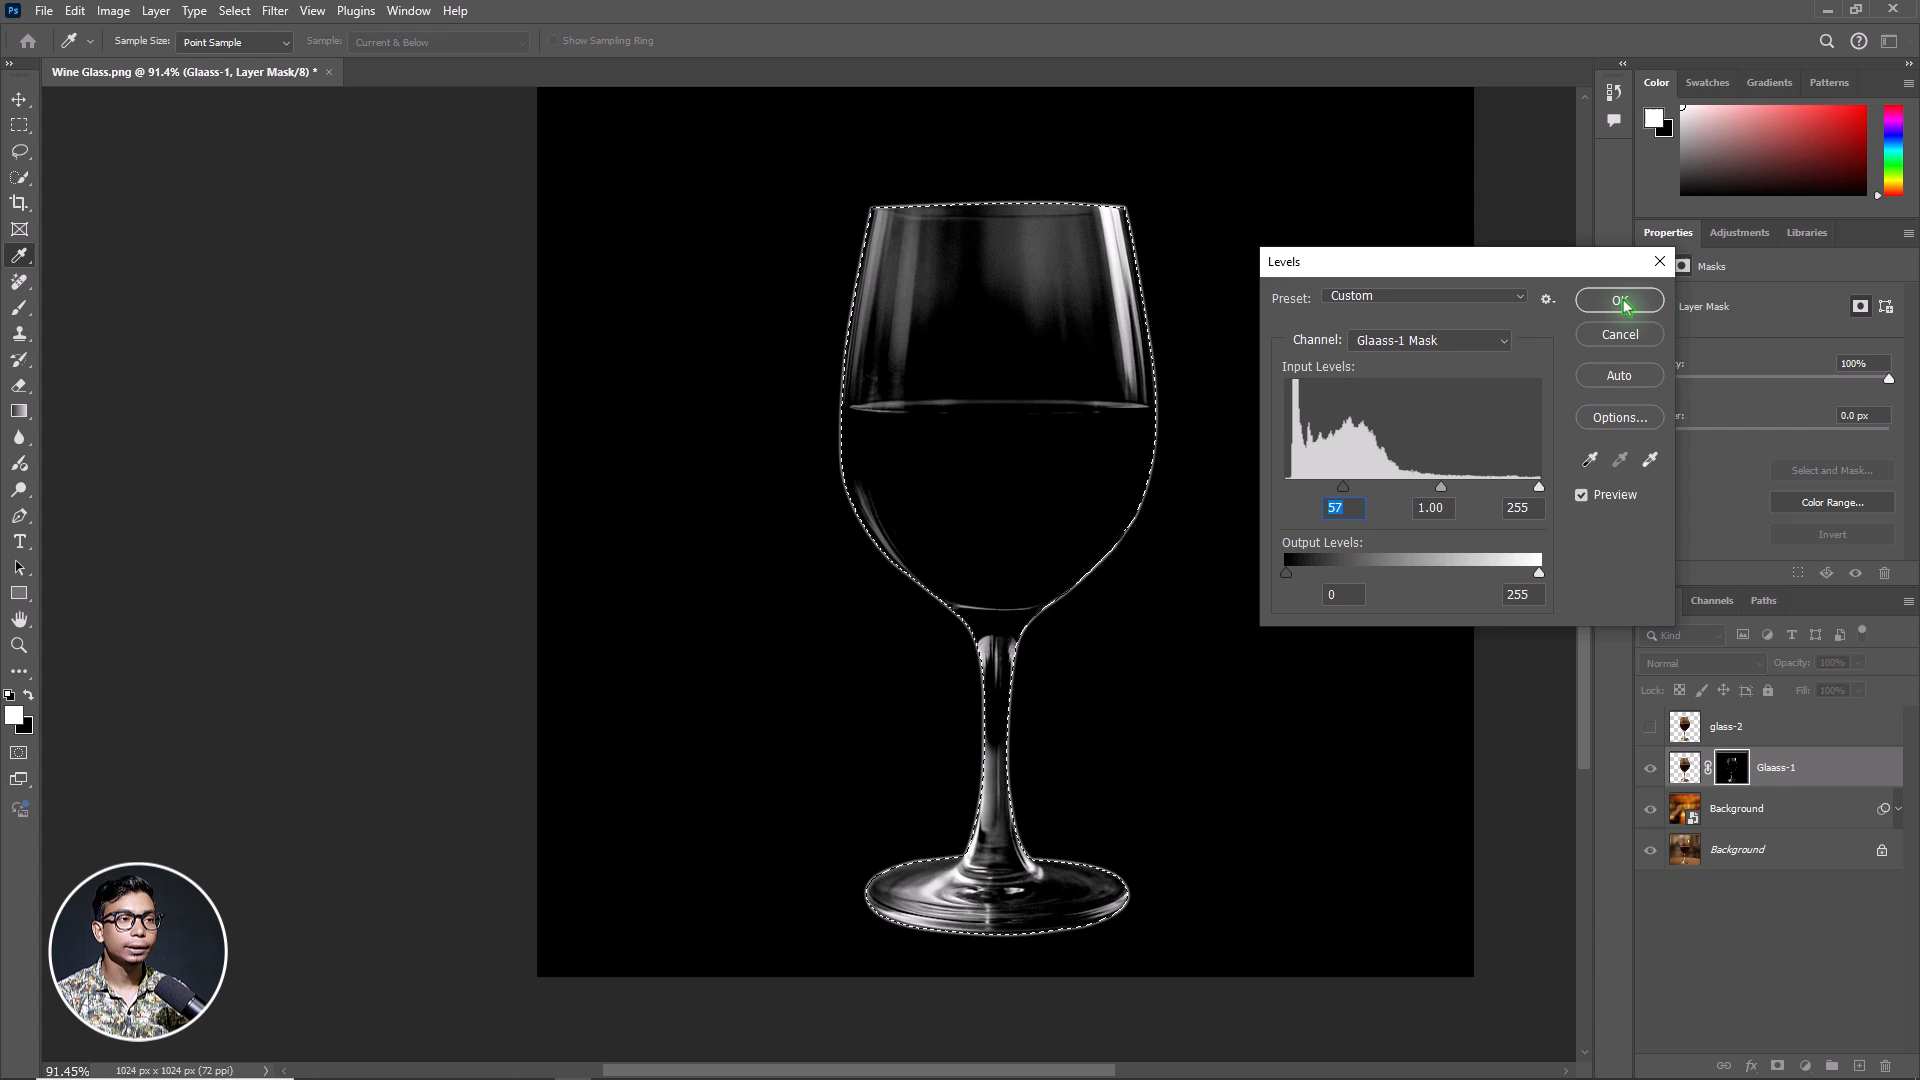 Ps File Edit Image Layer Type Select Filter View Plugins Window Help
Sample Size: Point Sample Sample: Current & Below Show Sampling Ring
Wine Glass.png @ 91.4% (Glaass-1, Layer Mask/8) * ×
Color Swatches Gradients Patterns
Properties Adjustments Libraries
Masks
Layer Mask
100%
0.0 px
Select and Mask...
Color Range...
Invert
Levels
Preset: Custom
OK
Cancel
Channel: Glaass-1 Mask
Input Levels:
Auto
Options...
Preview
57 1.00 255
Output Levels:
0 255
Channels Paths
Kind
Normal Opacity: 100%
Lock: Fill: 100%
glass-2
Glaass-1
Background
Background
91.45% 1024 px x 1024 px (72 ppi)